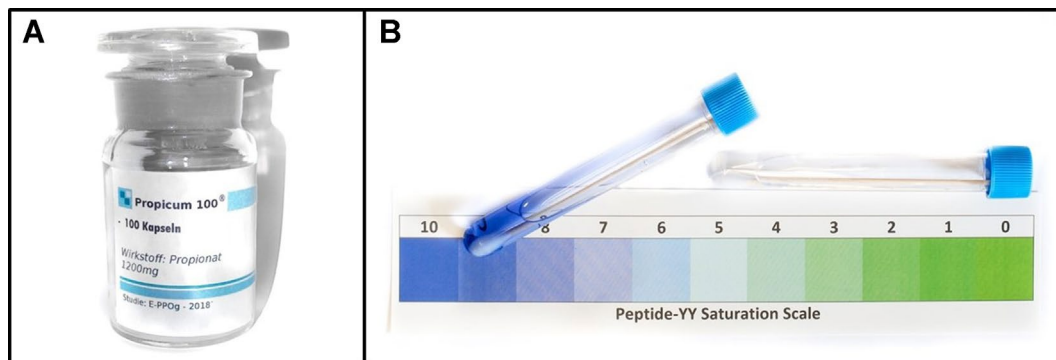 A
Propicum 100®
- 100 Kapseln
Wirkstoff: Propionat
1200mg
Studie: E-PPOg - 2018
B
10 8 7 6 5 4 3 2 1 0
Peptide-YY Saturation Scale